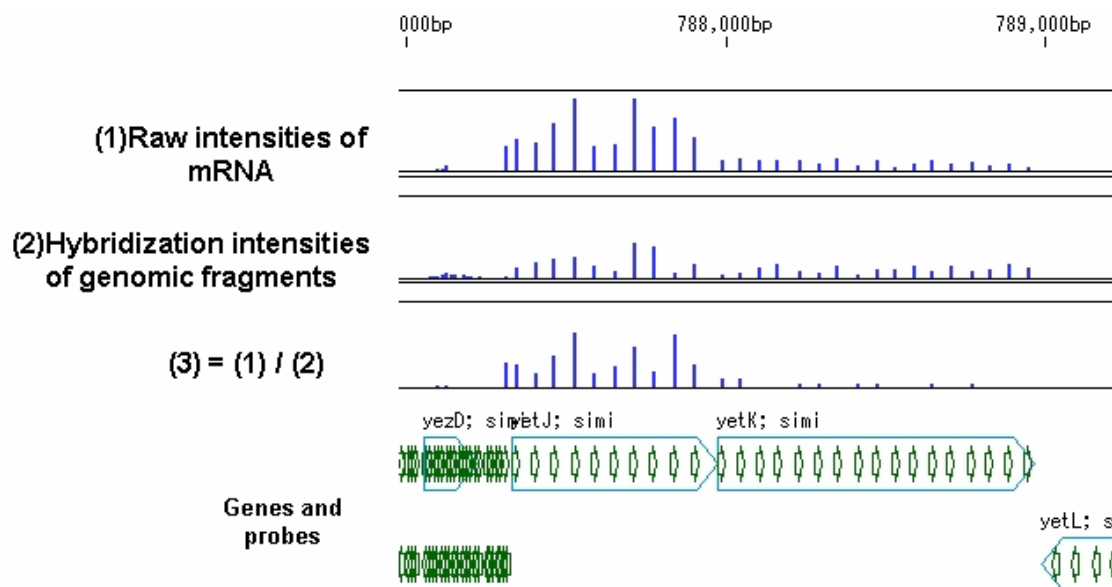 000bp 788,000bp 789,000bp
(1)Raw intensities of
mRNA
(2)Hybridization intensities
of genomic fragments
(3) = (1) / (2)
yezD; simi yetJ; simi yetK; simi
Genes and
probes
yetL; s